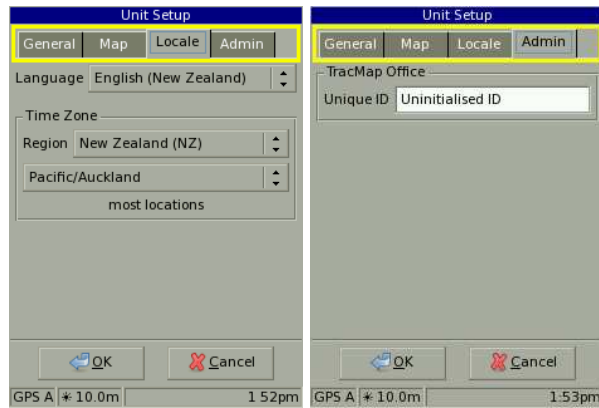 Unit Setup
General Map Locale Admin
Language English (New Zealand)
Time Zone
Region New Zealand (NZ)
Pacific/Auckland
most locations
OK Cancel
GPS A 10.0m 1 52pm
Unit Setup
General Map Locale Admin
TracMap Office
Unique ID Uninitialised ID
OK Cancel
GPS A 10.0m 1:53pm